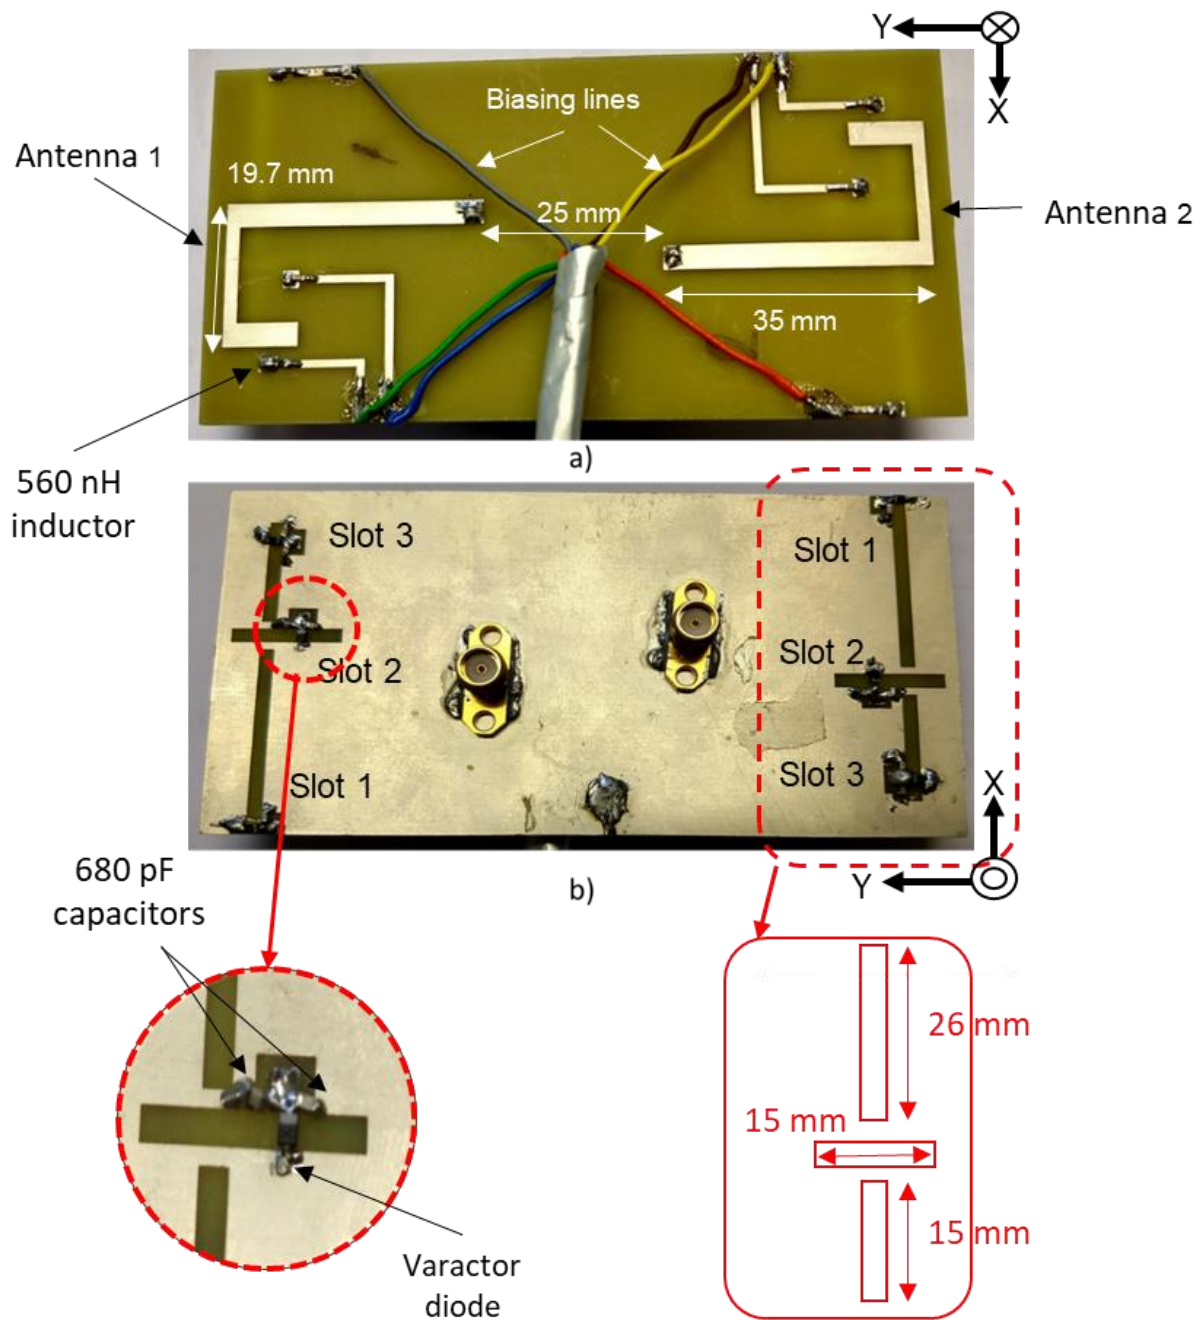 Y
X
Biasing lines
Antenna 1
19.7 mm
25 mm
Antenna 2
35 mm
560 nH
inductor
a)
Slot 3
Slot 1
Slot 2
Slot 2
Slot 3
Slot 1
X
Y
b)
680 pF
capacitors
26 mm
15 mm
15 mm
Varactor
diode